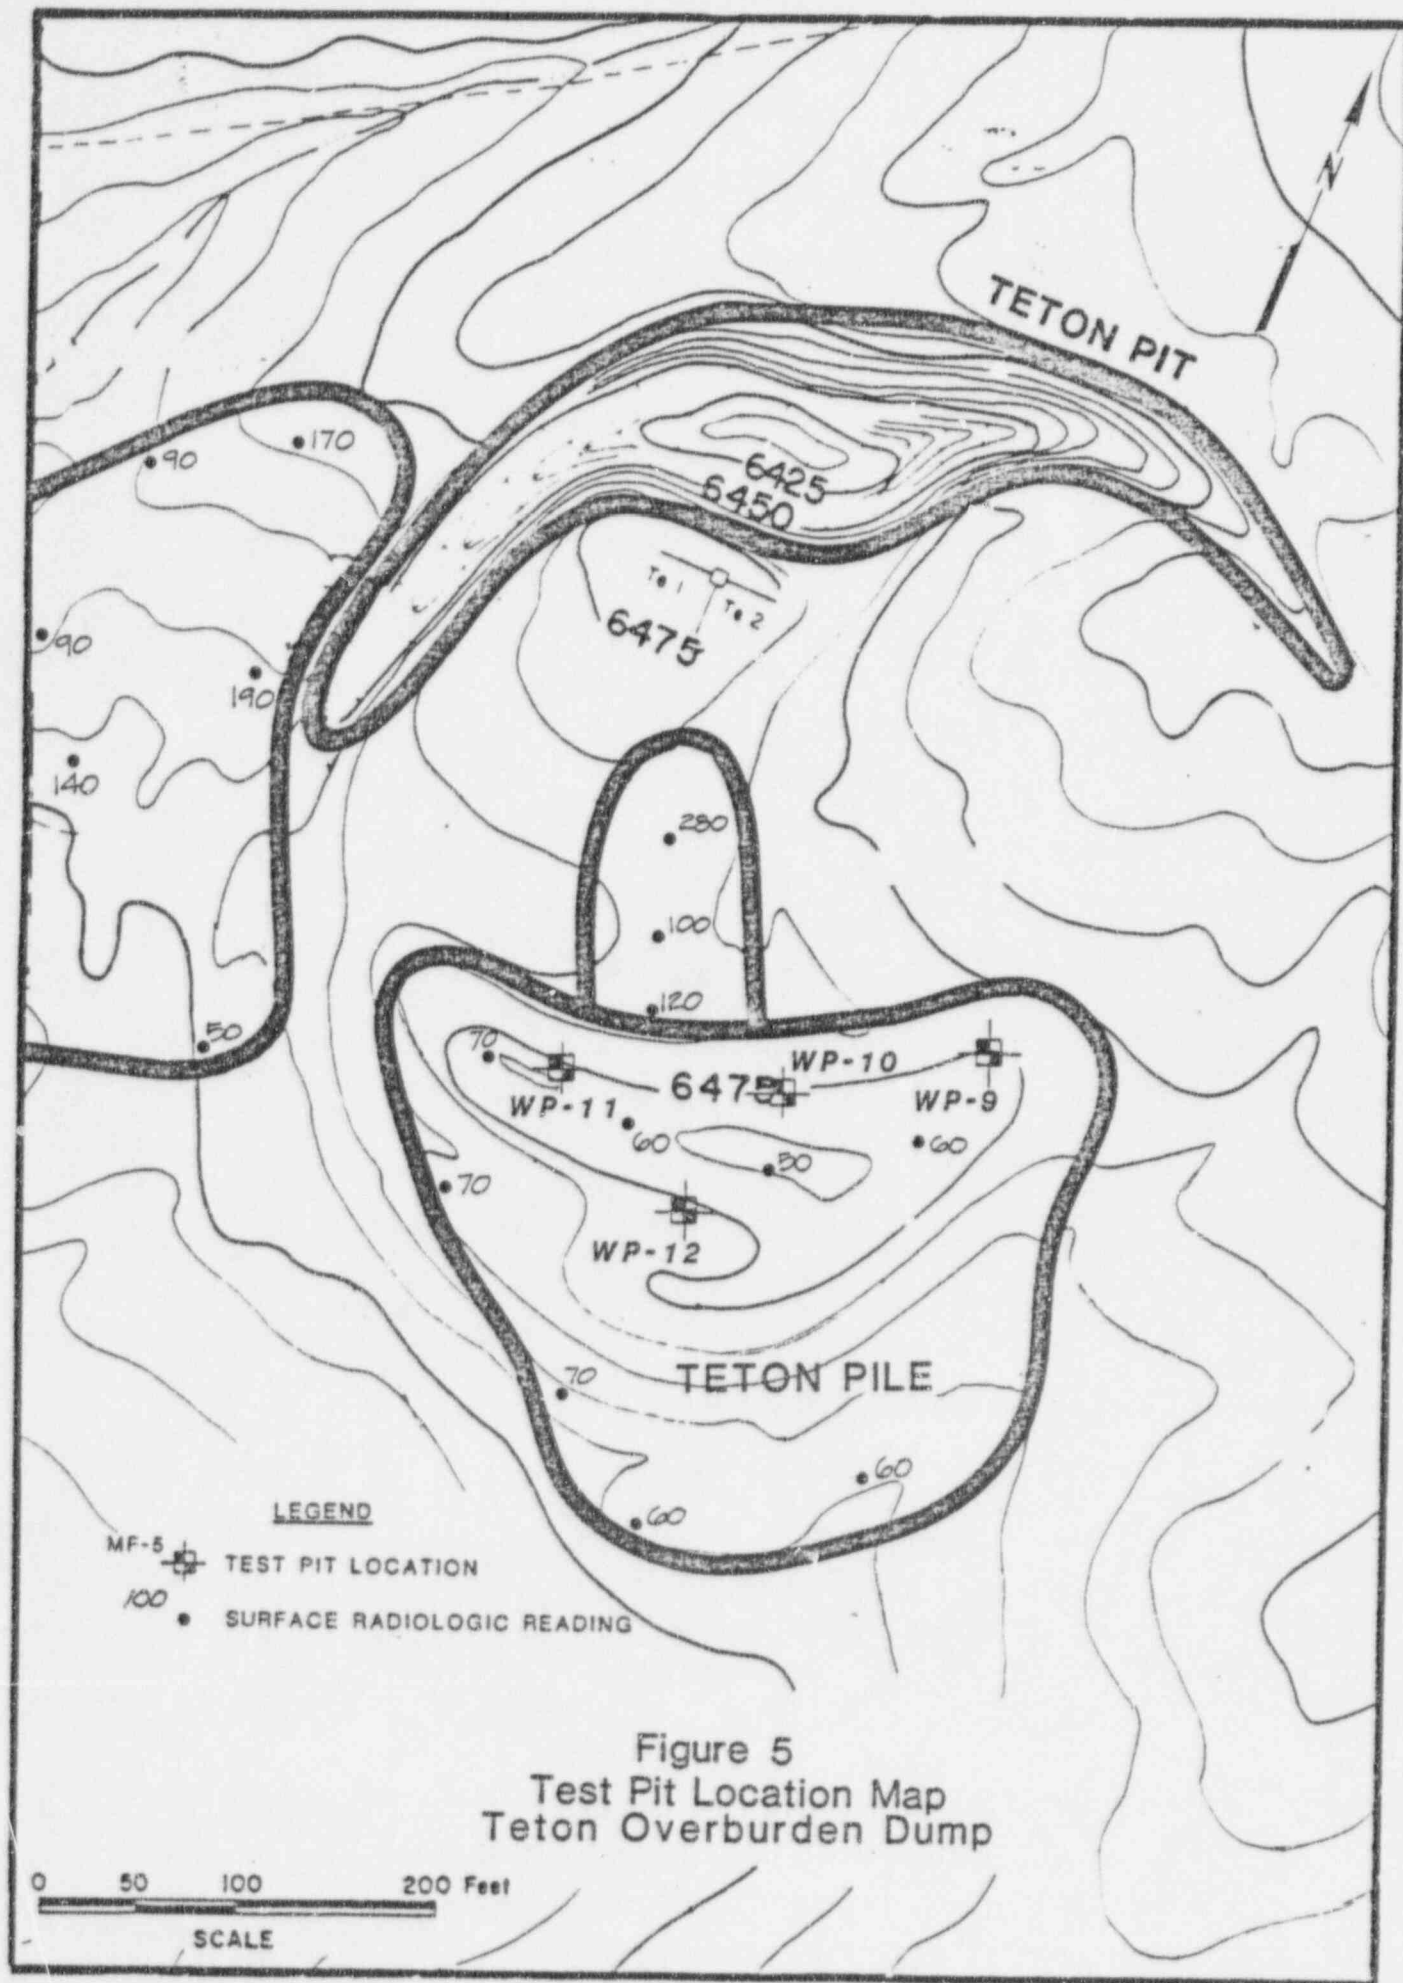 N
TETON PIT
170
90
6425
6450
Te 1
Te 2
6475
90
190
140
280
100
120
50
70
WP-10
6475
WP-11
WP-9
60
60
50
70
WP-12
TETON PILE
70
60
60
LEGEND
MF-5
TEST PIT LOCATION
100
SURFACE RADIOLOGIC READING
Figure 5
Test Pit Location Map
Teton Overburden Dump
0 50 100 200 Feet
SCALE